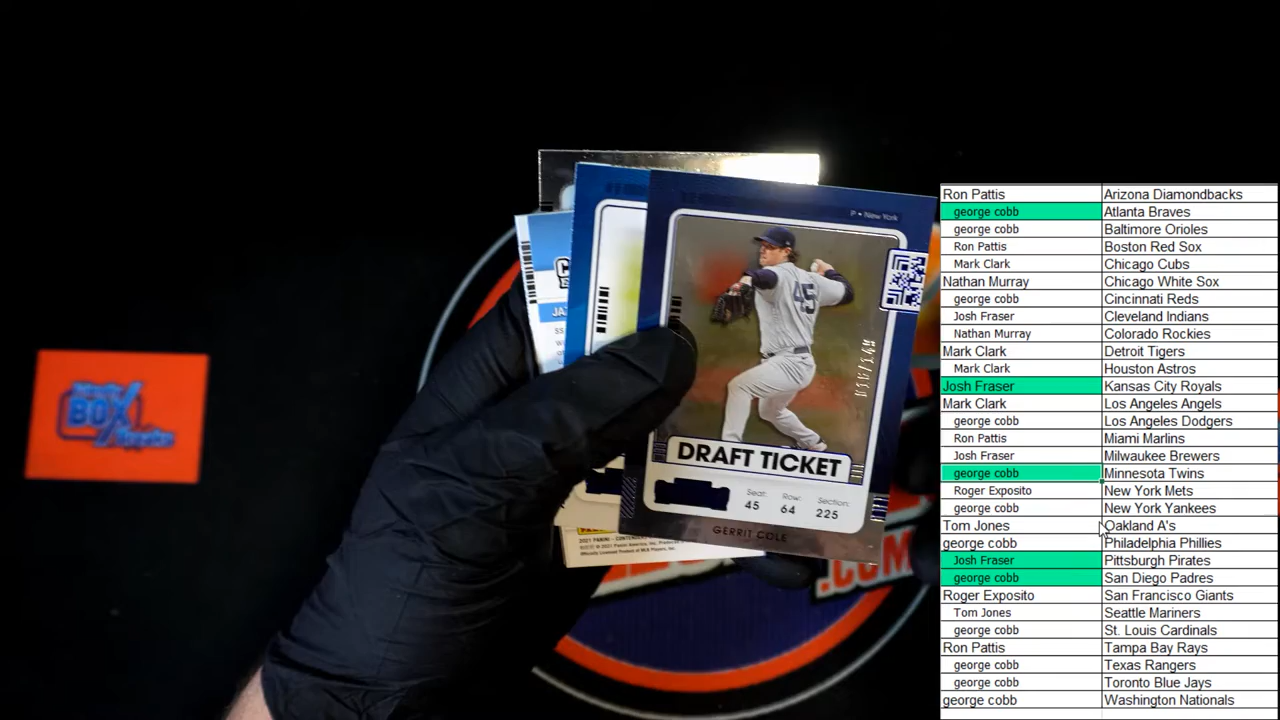 P • New York
45
018/149
DRAFT TICKET
Seat: Row: Section:
45 64 225
GERRIT COLE
BOX
.COM
Ron Pattis Arizona Diamondbacks
george cobb Atlanta Braves
george cobb Baltimore Orioles
Ron Pattis Boston Red Sox
Mark Clark Chicago Cubs
Nathan Murray Chicago White Sox
george cobb Cincinnati Reds
Josh Fraser Cleveland Indians
Nathan Murray Colorado Rockies
Mark Clark Detroit Tigers
Mark Clark Houston Astros
Josh Fraser Kansas City Royals
Mark Clark Los Angeles Angels
george cobb Los Angeles Dodgers
Ron Pattis Miami Marlins
Josh Fraser Milwaukee Brewers
george cobb Minnesota Twins
Roger Exposito New York Mets
george cobb New York Yankees
Tom Jones Oakland A's
george cobb Philadelphia Phillies
Josh Fraser Pittsburgh Pirates
george cobb San Diego Padres
Roger Exposito San Francisco Giants
Tom Jones Seattle Mariners
george cobb St. Louis Cardinals
Ron Pattis Tampa Bay Rays
george cobb Texas Rangers
george cobb Toronto Blue Jays
george cobb Washington Nationals